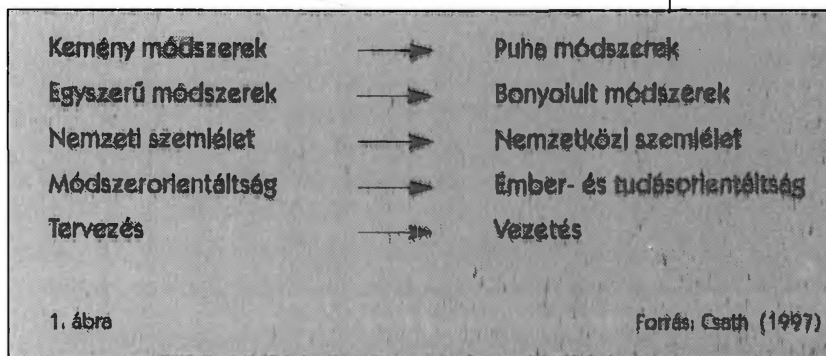 Kemény módszerek → Puha módszerek
Egyszerű módszerek → Bonyolult módszerek
Nemzeti szemlélet → Nemzetközi szemlélet
Módszerorientáltság → Ember- és tudásorientáltság
Tervezés → Vezetés
1. ábra Forrás: Csath (1997)